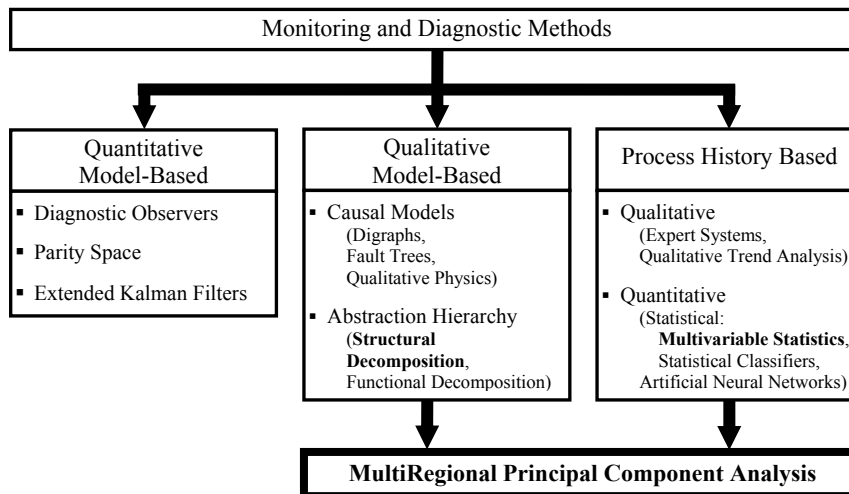 Monitoring and Diagnostic Methods
Quantitative
Model-Based
▪ Diagnostic Observers
▪ Parity Space
▪ Extended Kalman Filters
Qualitative
Model-Based
▪ Causal Models
(Digraphs,
Fault Trees,
Qualitative Physics)
▪ Abstraction Hierarchy
(Structural
Decomposition,
Functional Decomposition)
Process History Based
▪ Qualitative
(Expert Systems,
Qualitative Trend Analysis)
▪ Quantitative
(Statistical:
Multivariable Statistics,
Statistical Classifiers,
Artificial Neural Networks)
MultiRegional Principal Component Analysis